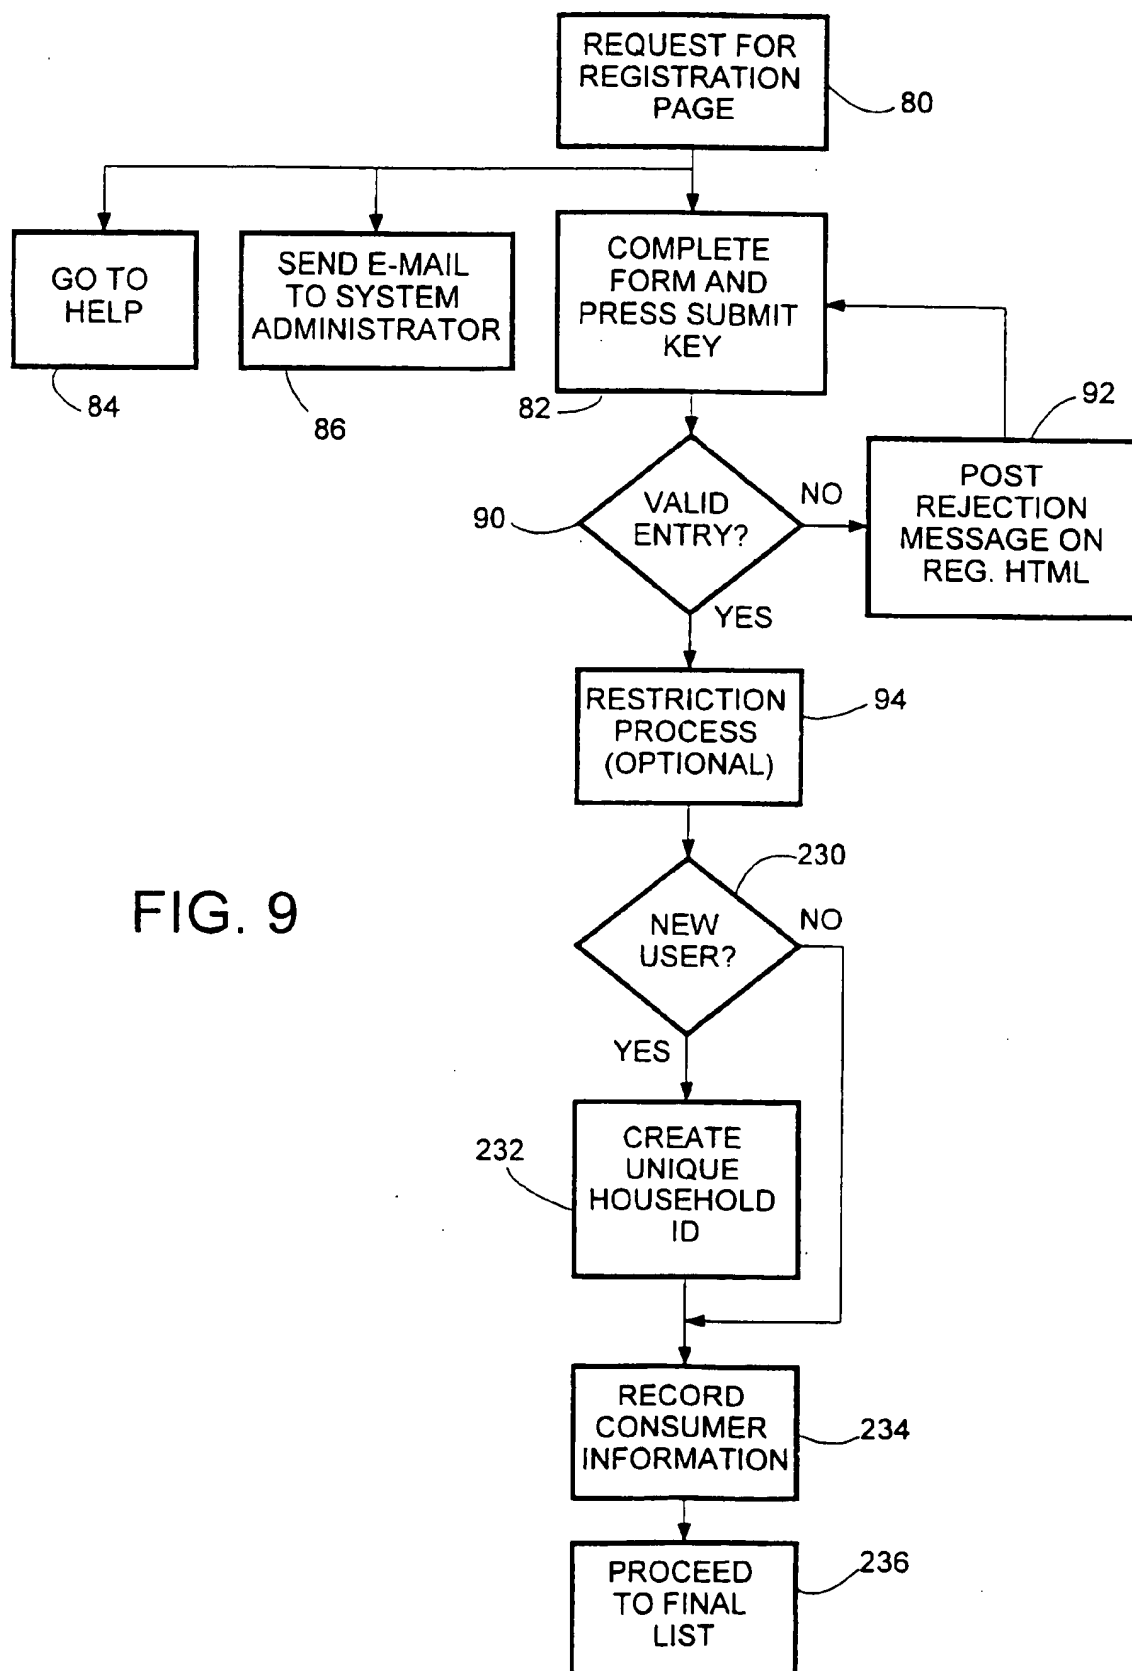 REQUEST FOR
REGISTRATION
PAGE
80
GO TO
HELP
84
SEND E-MAIL
TO SYSTEM
ADMINISTRATOR
86
COMPLETE
FORM AND
PRESS SUBMIT
KEY
82
92
POST
REJECTION
MESSAGE ON
REG. HTML
90
VALID
ENTRY?
NO
YES
RESTRICTION
PROCESS
(OPTIONAL)
94
230
NEW
USER?
NO
YES
FIG. 9
232
CREATE
UNIQUE
HOUSEHOLD
ID
RECORD
CONSUMER
INFORMATION
234
PROCEED
TO FINAL
LIST
236